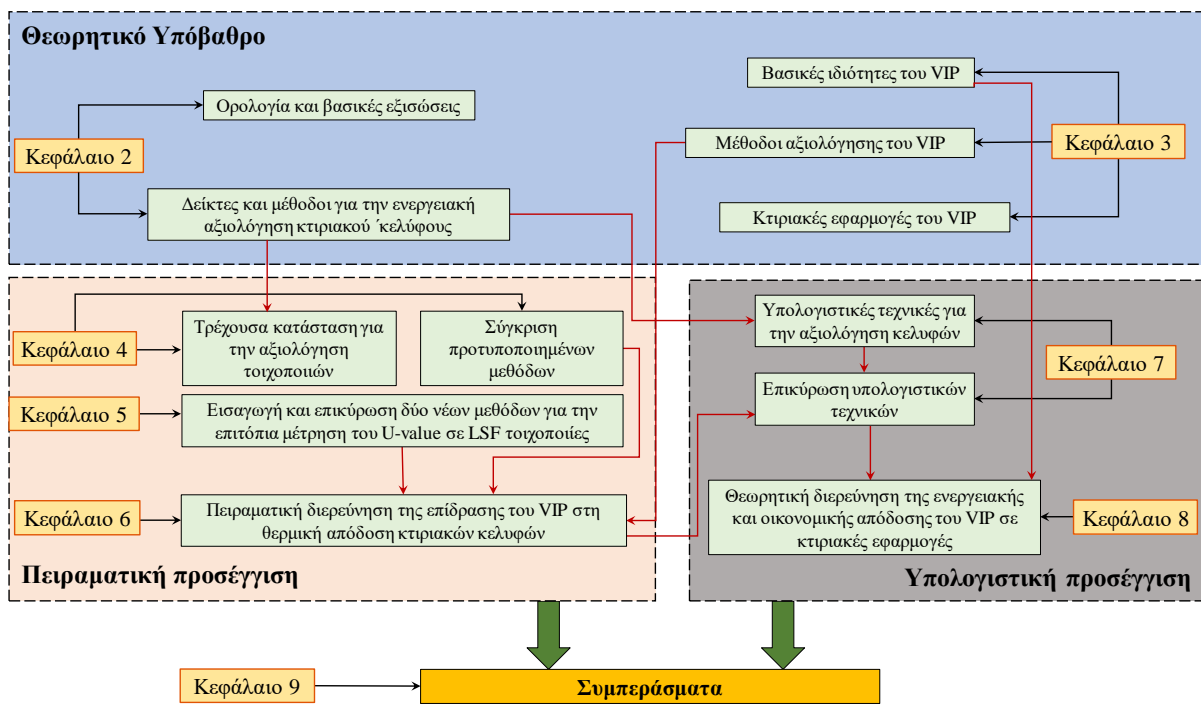 Θεωρητικό Υπόβαθρο
Βασικές ιδιότητες του VIP
Ορολογία και βασικές εξισώσεις
Κεφάλαιο 2
Μέθοδοι αξιολόγησης του VIP
Κεφάλαιο 3
Δείκτες και μέθοδοι για την ενεργειακή
αξιολόγηση κτιριακού ΄κελύφους
Κτιριακές εφαρμογές του VIP
Κεφάλαιο 4
Τρέχουσα κατάσταση για
την αξιολόγηση
τοιχοποιιών
Σύγκριση
προτυποποιημένων
μεθόδων
Υπολογιστικές τεχνικές για
την αξιολόγηση κελυφών
Κεφάλαιο 7
Επικύρωση υπολογιστικών
τεχνικών
Κεφάλαιο 5
Εισαγωγή και επικύρωση δύο νέων μεθόδων για την
επιτόπια μέτρηση του U-value σε LSF τοιχοποιίες
Κεφάλαιο 6
Πειραματική διερεύνηση της επίδρασης του VIP στη
θερμική απόδοση κτιριακών κελυφών
Θεωρητική διερεύνηση της ενεργειακής
και οικονομικής απόδοσης του VIP σε
κτιριακές εφαρμογές
Κεφάλαιο 8
Πειραματική προσέγγιση
Υπολογιστική προσέγγιση
Κεφάλαιο 9
Συμπεράσματα